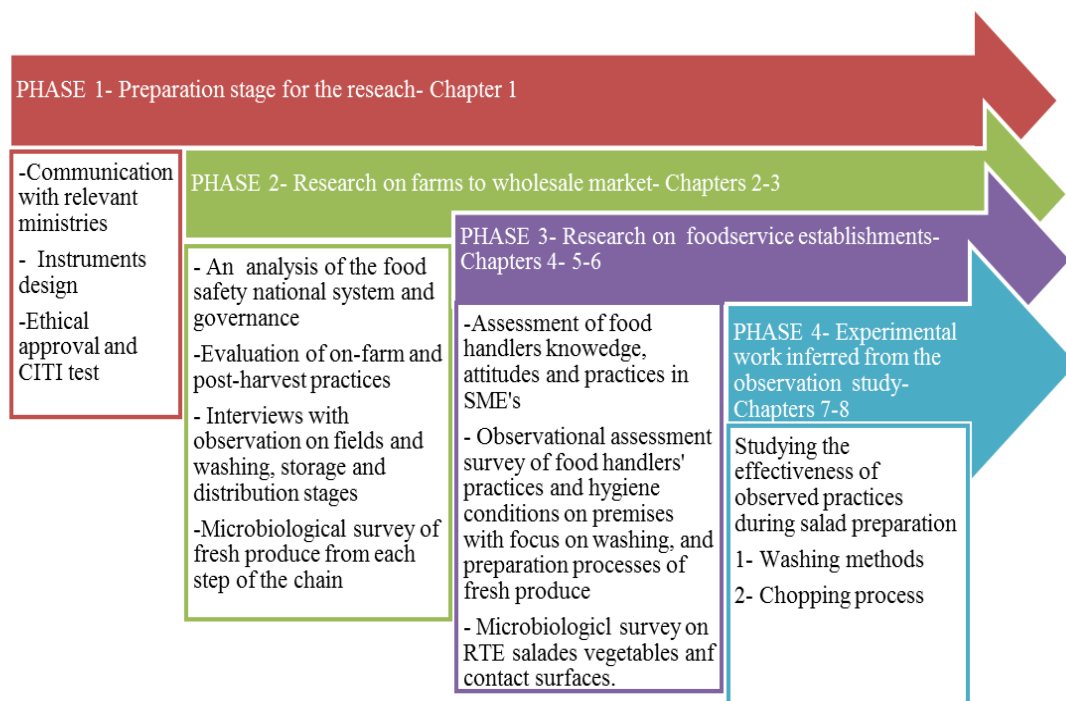 PHASE 1- Preparation stage for the reseach- Chapter 1
-Communication
with relevant
ministries
- Instruments
design
-Ethical
approval and
CITI test
PHASE 2- Research on farms to wholesale market- Chapters 2-3
- An analysis of the food
safety national system and
governance
-Evaluation of on-farm and
post-harvest practices
- Interviews with
observation on fields and
washing, storage and
distribution stages
-Microbiological survey of
fresh produce from each
step of the chain
PHASE 3- Research on foodservice establishments-
Chapters 4- 5-6
-Assessment of food
handlers knowedge,
attitudes and practices in
SME's
- Observational assessment
survey of food handlers'
practices and hygiene
conditions on premises
with focus on washing, and
preparation processes of
fresh produce
- Microbiologicl survey on
RTE salades vegetables anf
contact surfaces.
PHASE 4- Experimental
work inferred from the
observation study-
Chapters 7-8
Studying the
effectiveness of
observed practices
during salad preparation
1- Washing methods
2- Chopping process